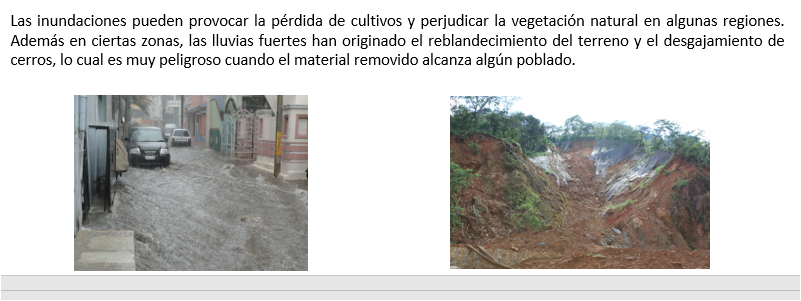 Las inundaciones pueden provocar la pérdida de cultivos y perjudicar la vegetación natural en algunas regiones.
Además en ciertas zonas, las lluvias fuertes han originado el reblandecimiento del terreno y el desgajamiento de
cerros, lo cual es muy peligroso cuando el material removido alcanza algún poblado.